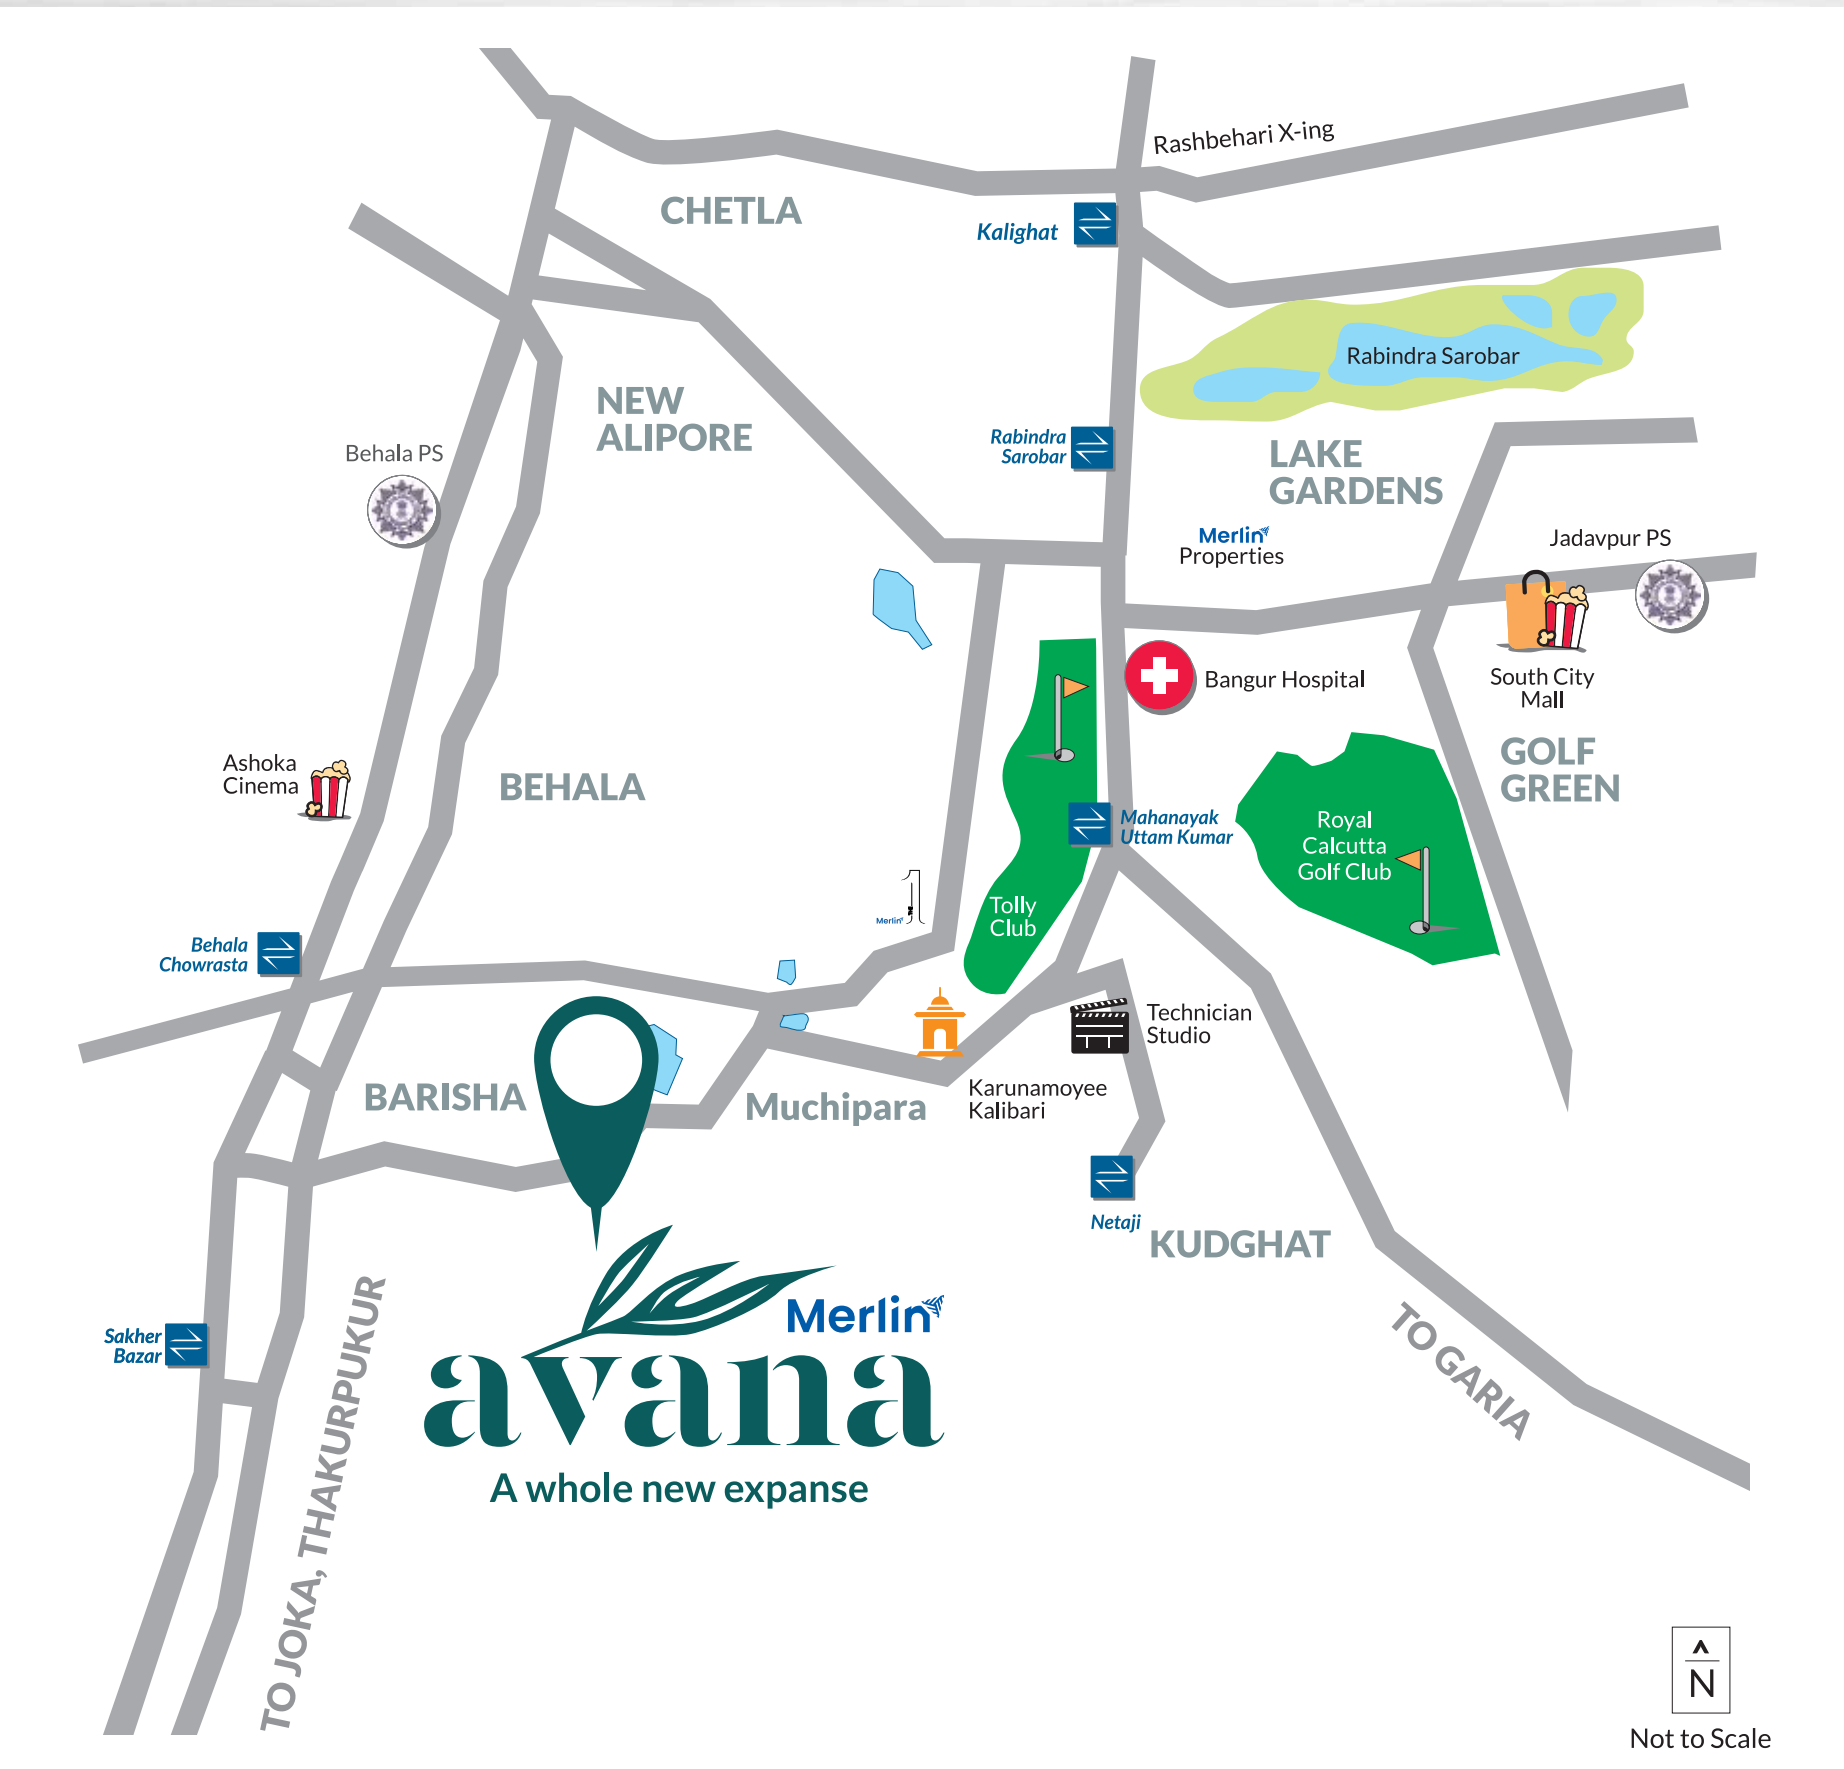 Rashbehari X-ing
CHETLA
Kalighat
Rabindra Sarobar
NEW
ALIPORE
Behala PS
Rabindra
Sarobar
LAKE
GARDENS
Merlin
Properties
Jadavpur PS
Bangur Hospital
South City
Mall
GOLF
GREEN
Ashoka
Cinema
BEHALA
Mahanayak
Uttam Kumar
Royal
Calcutta
Golf Club
1
Merlin
Tolly
Club
Behala
Chowrasta
Technician
Studio
BARISHA
Muchipara
Karunamoyee
Kalibari
Netaji
KUDGHAT
Sakher
Bazar
TO JOKA, THAKURPUKUR
TO GARIA
Merlin
avana
A whole new expanse
N
Not to Scale